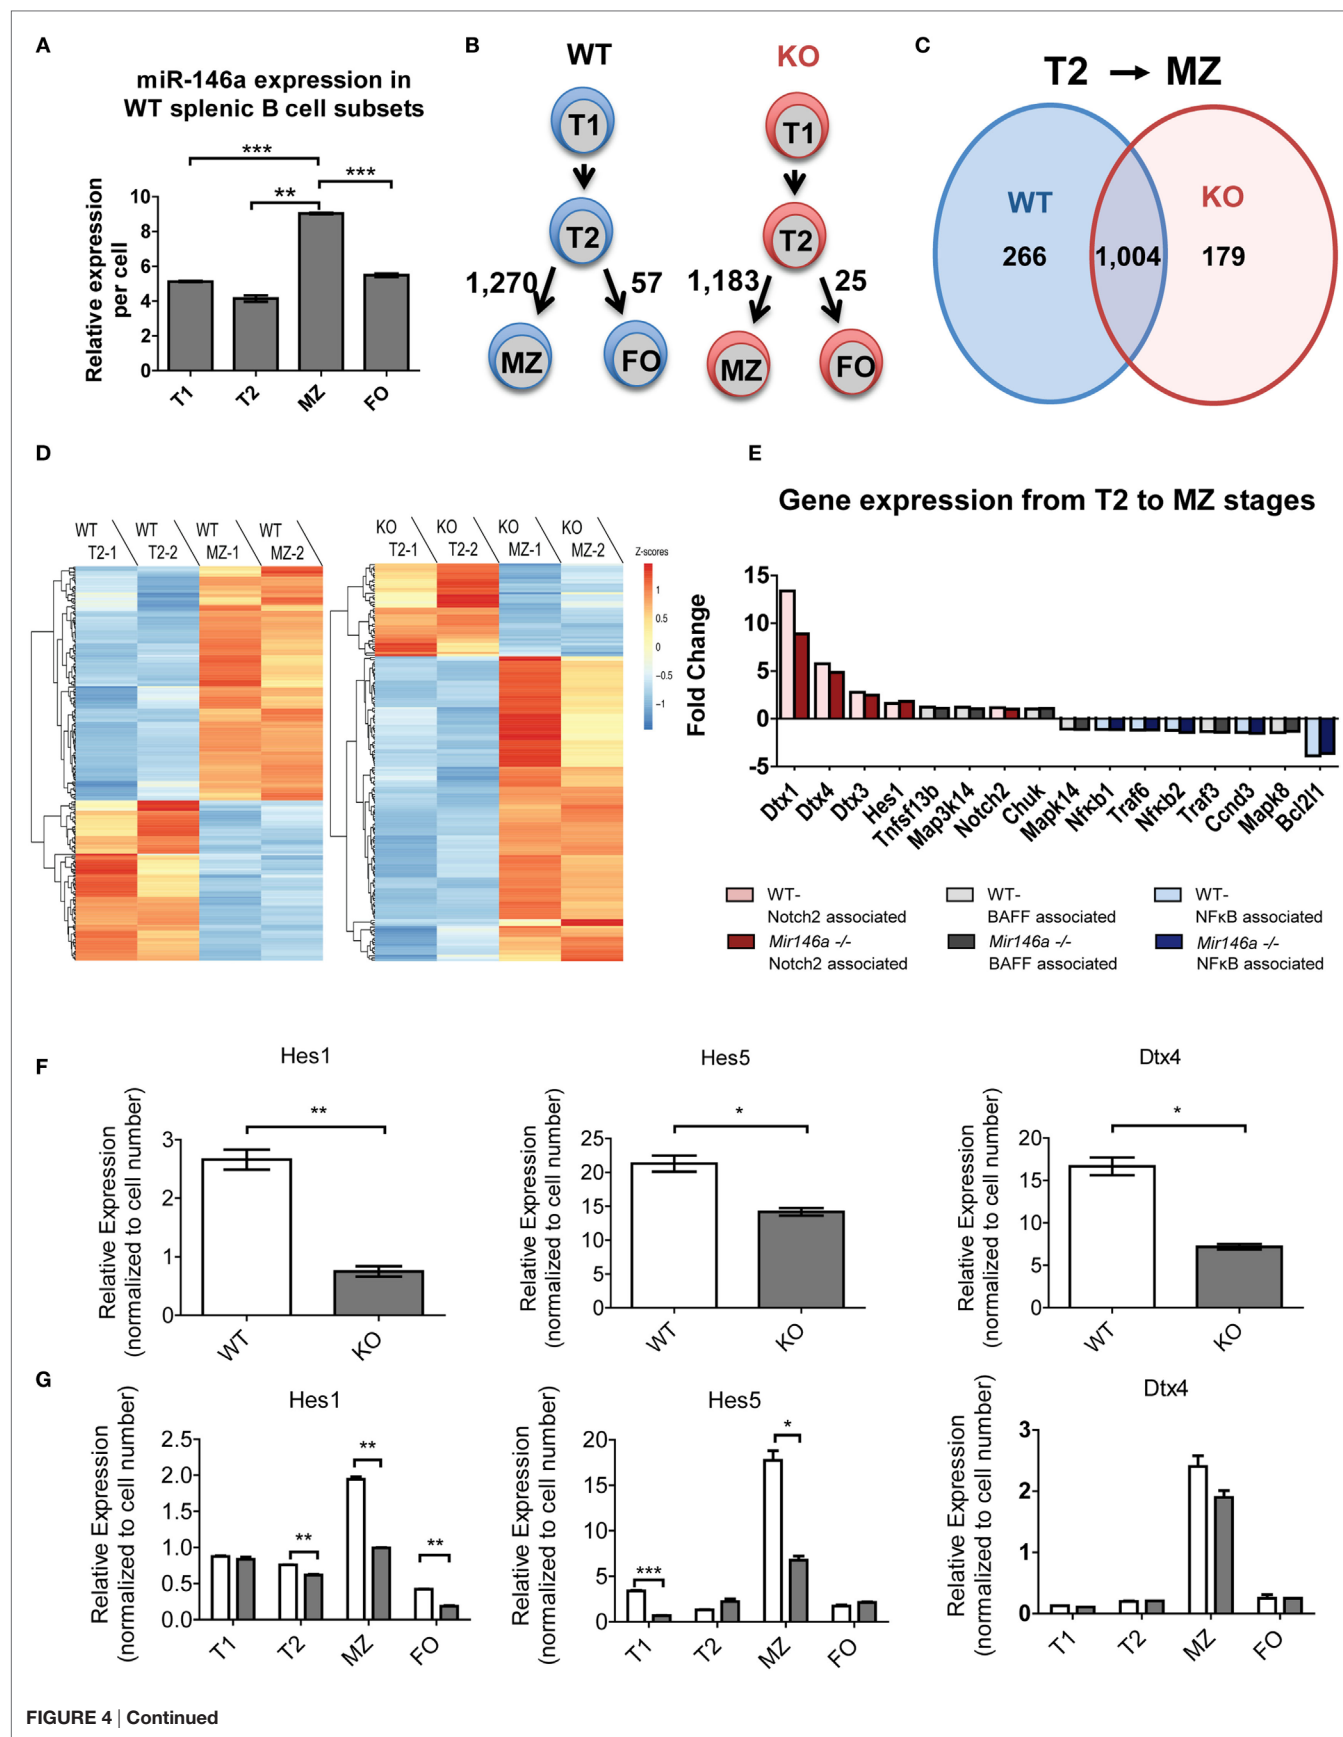 A
miR-146a expression in
WT splenic B cell subsets
***
***
**
Relative expression
per cell
10
8
6
4
2
0
T1
T2
MZ
FO
B
WT
KO
T1
T1
T2
T2
1,270
57
1,183
25
MZ
FO
MZ
FO
C
T2 → MZ
WT
KO
266
1,004
179
D
WT
T2-1
WT
T2-2
WT
MZ-1
WT
MZ-2
KO
T2-1
KO
T2-2
KO
MZ-1
KO
MZ-2
Z-scores
1
0.5
0
−0.5
−1
E
Gene expression from T2 to MZ stages
Fold Change
15
10
5
0
-5
Dtx1
Dtx4
Dtx3
Hes1
Tnfsf13b
Map3k14
Notch2
Chuk
Mapk14
Nfκb1
Traf6
Nfκb2
Traf3
Ccnd3
Mapk8
Bcl2l1
WT-
Notch2 associated
Mir146a -/-
Notch2 associated
WT-
BAFF associated
Mir146a -/-
BAFF associated
WT-
NFκB associated
Mir146a -/-
NFκB associated
F
Hes1
Relative Expression
(normalized to cell number)
3
2
1
0
**
WT
KO
Hes5
Relative Expression
(normalized to cell number)
25
20
15
10
5
0
*
WT
KO
Dtx4
Relative Expression
(normalized to cell number)
20
15
10
5
0
*
WT
KO
G
Hes1
Relative Expression
(normalized to cell number)
2.5
2.0
1.5
1.0
0.5
0.0
**
**
**
T1
T2
MZ
FO
Hes5
Relative Expression
(normalized to cell number)
20
15
10
5
0
***
*
T1
T2
MZ
FO
Dtx4
Relative Expression
(normalized to cell number)
3
2
1
0
T1
T2
MZ
FO
FIGURE 4 | Continued